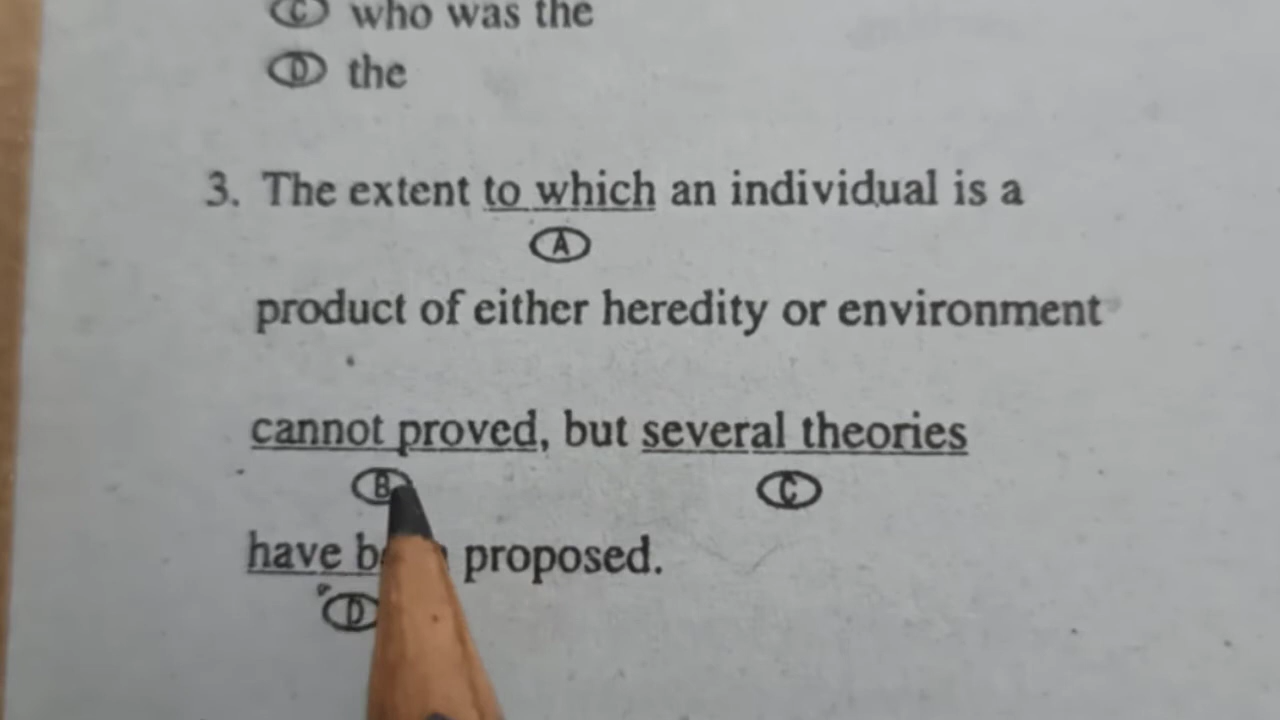 C who was the
D the
3. The extent to which an individual is a
A
product of either heredity or environment
cannot proved, but several theories
B C
have proposed.
D